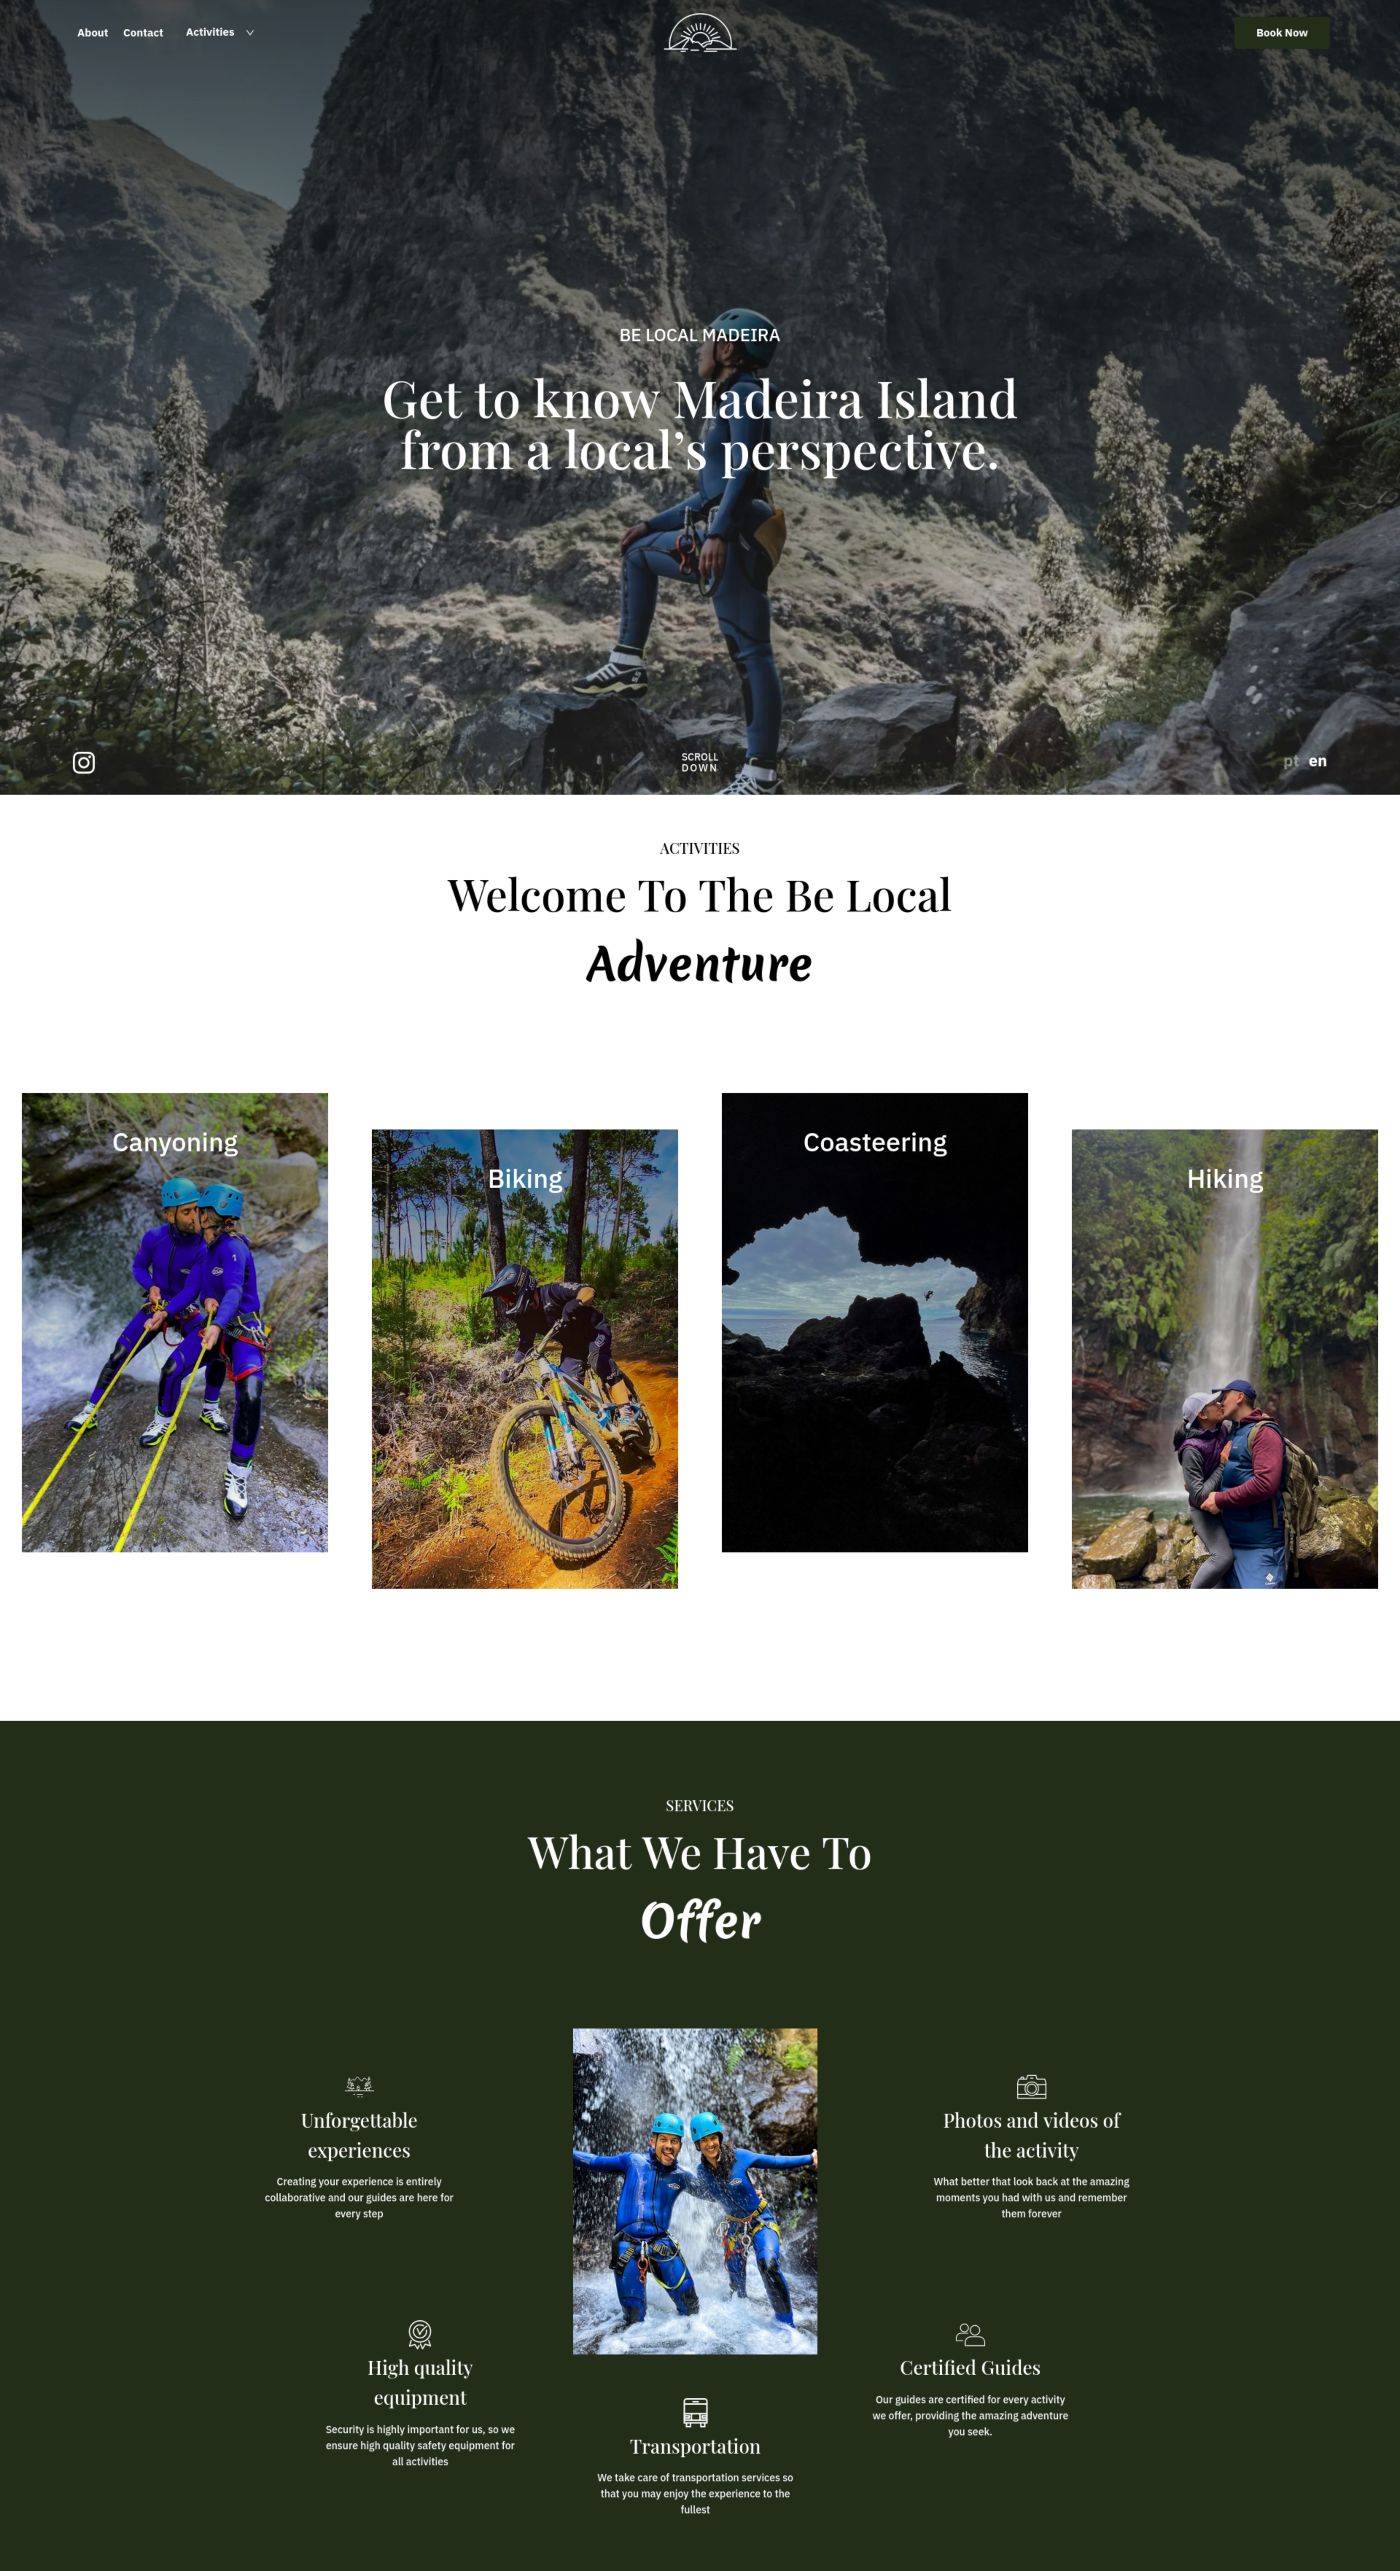 About Contact Activities
Book Now
BE LOCAL MADEIRA
Get to know Madeira Island
from a local’s perspective.
SCROLL
DOWN
pt en
ACTIVITIES
Welcome To The Be Local
Adventure
Canyoning
Biking
Coasteering
Hiking
SERVICES
What We Have To
Offer
Unforgettable
experiences
Creating your experience is entirely
collaborative and our guides are here for
every step
Photos and videos of
the activity
What better that look back at the amazing
moments you had with us and remember
them forever
High quality
equipment
Security is highly important for us, so we
ensure high quality safety equipment for
all activities
Certified Guides
Our guides are certified for every activity
we offer, providing the amazing adventure
you seek.
Transportation
We take care of transportation services so
that you may enjoy the experience to the
fullest